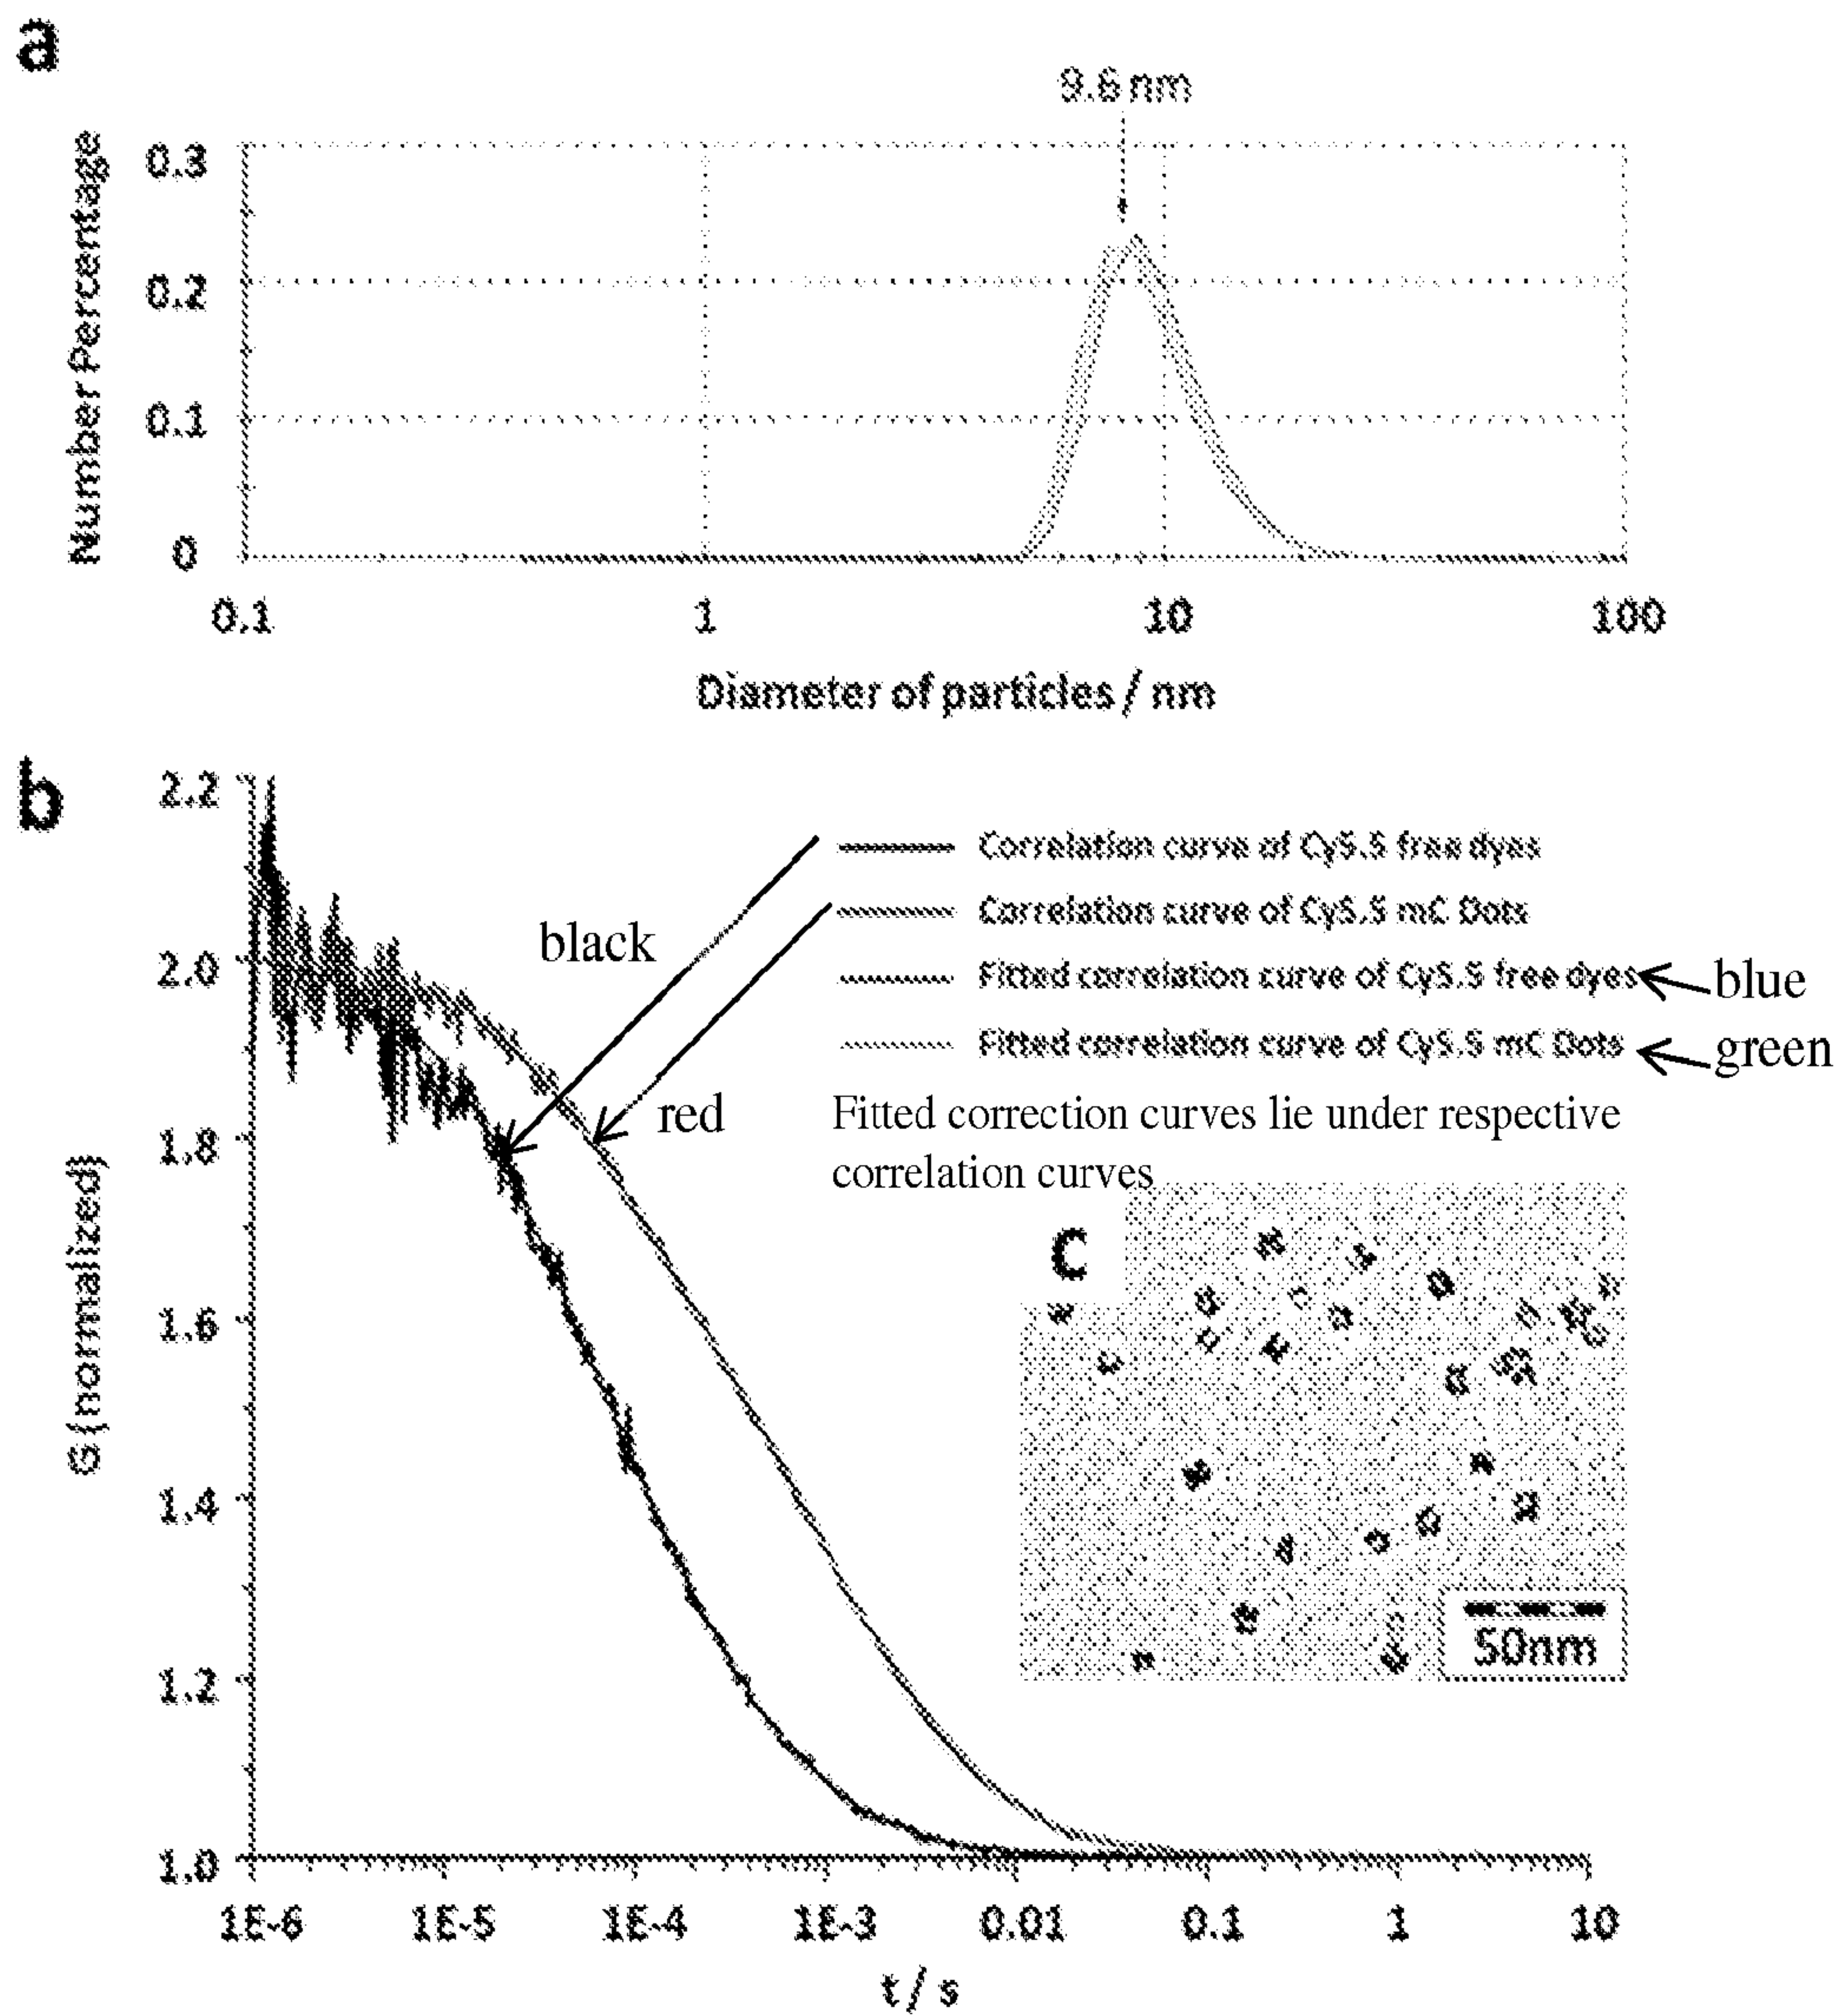 a
9.6 nm
Number Percentage
0.3
0.2
0.1
0
0.1 1 10 100
Diameter of particles / nm
b
G (normalized)
2.2
2.0
1.8
1.6
1.4
1.2
1.0
Correlation curve of Cy5.5 free dyes
Correlation curve of Cy5.5 mC Dots
Fitted correlation curve of Cy5.5 free dyes
Fitted correlation curve of Cy5.5 mC Dots
black
red
blue
green
Fitted correction curves lie under respective
correlation curves
c
50nm
1E-6 1E-5 1E-4 1E-3 0.01 0.1 1 10
t / s